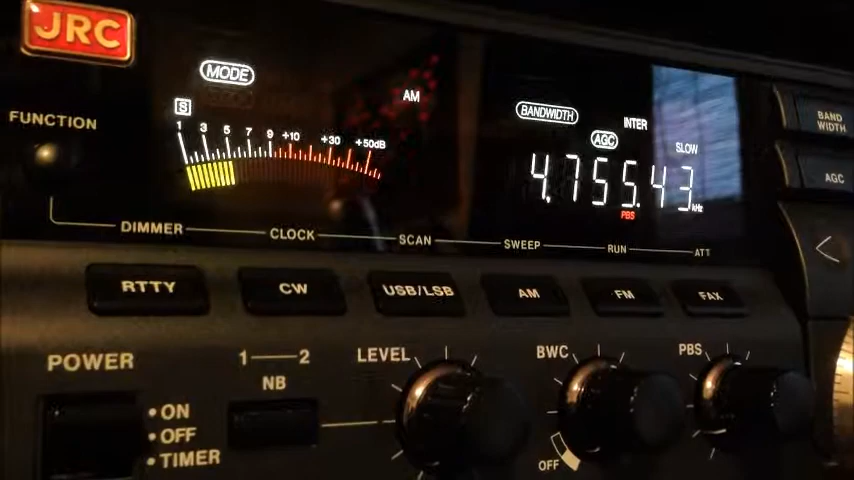 JRC
MODE
AM
BANDWIDTH
INTER
AGC
SLOW
BAND
WIDTH
FUNCTION
S
1 3 5 7 9 +10 +30 +50dB
4.755.43 kHz
PBS
AGC
DIMMER CLOCK SCAN SWEEP RUN ATT
RTTY CW USB/LSB AM FM FAX
POWER
1 2
NB
LEVEL BWC PBS
ON
OFF
TIMER
OFF